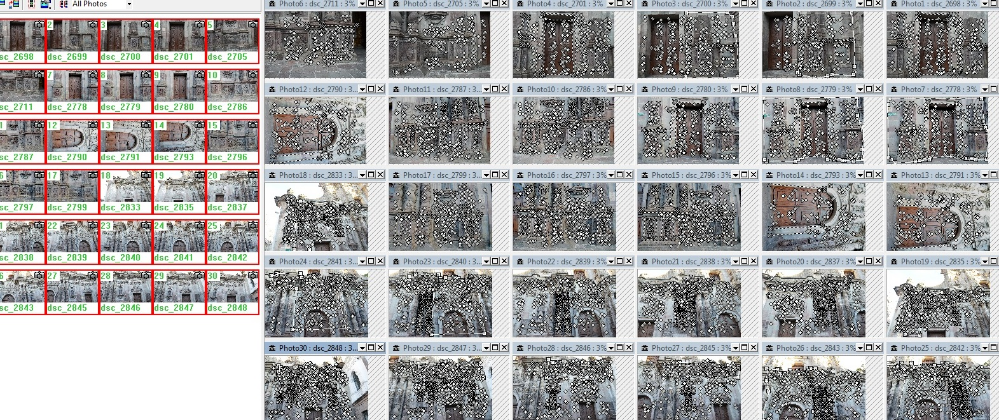 All Photos
2 3 4 5
sc_2698 dsc_2699 dsc_2700 dsc_2701 dsc_2705
7 8 9 10
sc_2711 dsc_2778 dsc_2779 dsc_2780 dsc_2786
1 12 13 14 15
sc_2787 dsc_2790 dsc_2791 dsc_2793 dsc_2796
6 17 18 19 20
sc_2797 dsc_2799 dsc_2833 dsc_2835 dsc_2837
1 22 23 24 25
sc_2838 dsc_2839 dsc_2840 dsc_2841 dsc_2842
6 27 28 29 30
sc_2843 dsc_2845 dsc_2846 dsc_2847 dsc_2848
Photo6 : dsc_2711 : 3% Photo5 : dsc_2705 : 3% Photo4 : dsc_2701 : 3% Photo3 : dsc_2700 : 3% Photo2 : dsc_2699 : 3% Photo1 : dsc_2698 : 3%
Photo12 : dsc_2790 : 3... Photo11 : dsc_2787 : 3... Photo10 : dsc_2786 : 3... Photo9 : dsc_2780 : 3% Photo8 : dsc_2779 : 3% Photo7 : dsc_2778 : 3%
Photo18 : dsc_2833 : 3... Photo17 : dsc_2799 : 3... Photo16 : dsc_2797 : 3% Photo15 : dsc_2796 : 3% Photo14 : dsc_2793 : 3% Photo13 : dsc_2791 : 3%
Photo24 : dsc_2841 : 3... Photo23 : dsc_2840 : 3... Photo22 : dsc_2839 : 3% Photo21 : dsc_2838 : 3% Photo20 : dsc_2837 : 3% Photo19 : dsc_2835 : 3%
Photo30 : dsc_2848 : 3... Photo29 : dsc_2847 : 3... Photo28 : dsc_2846 : 3% Photo27 : dsc_2845 : 3% Photo26 : dsc_2843 : 3% Photo25 : dsc_2842 : 3%